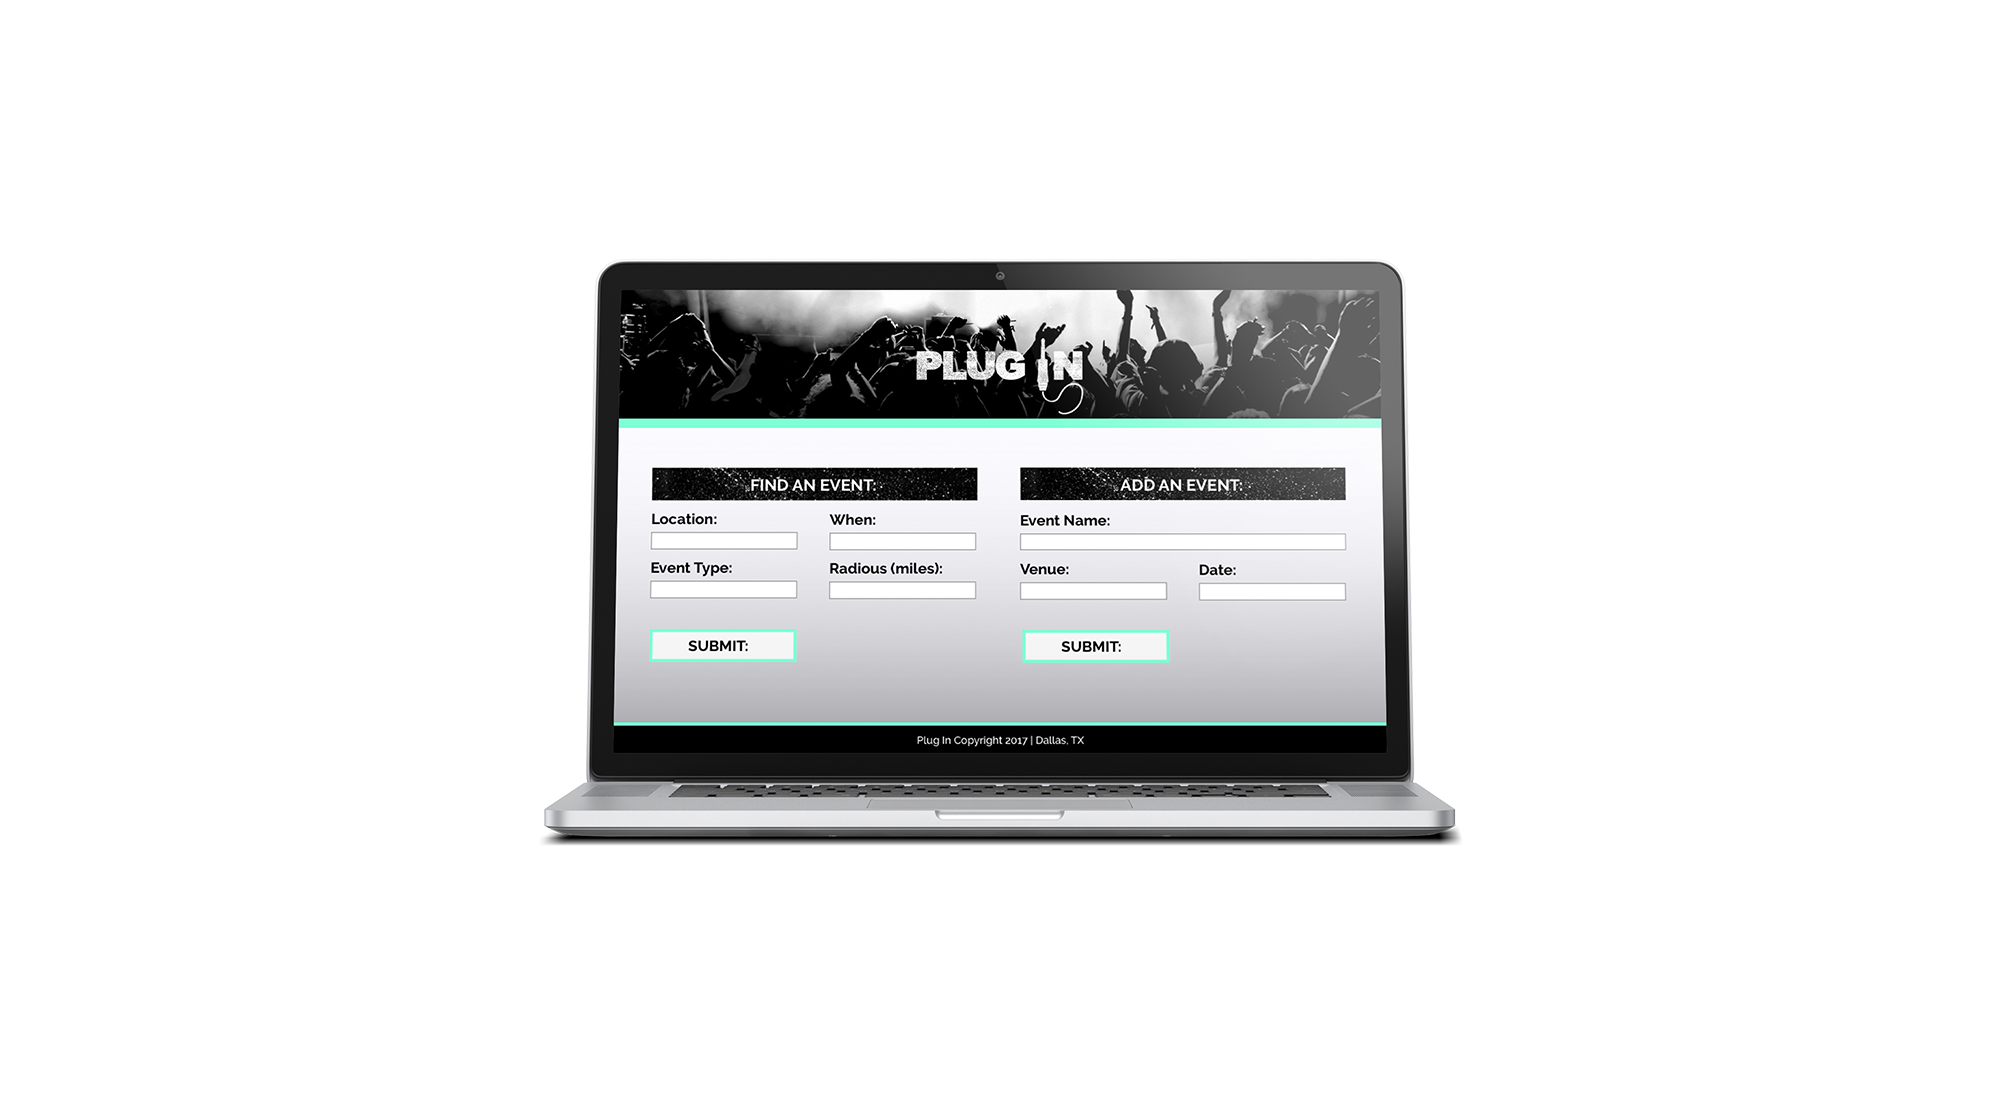 PLUG IN
FIND AN EVENT:
Location:
When:
Event Type:
Radious (miles):
SUBMIT:
ADD AN EVENT:
Event Name:
Venue:
Date:
SUBMIT:
Plug In Copyright 2017 | Dallas, TX